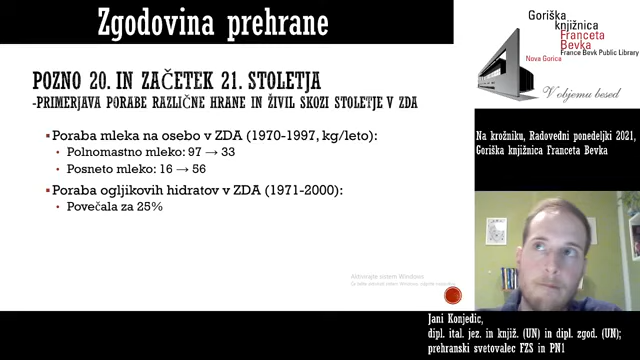 Zgodovina prehrane
Goriška
knjižnica
Franceta
Bevka
France Bevk Public Library
Nova Gorica
V objemu besed
POZNO 20. IN ZAČETEK 21. STOLETJA
-PRIMERJAVA PORABE RAZLIČNE HRANE IN ŽIVIL SKOZI STOLETJE V ZDA
▪Poraba mleka na osebo v ZDA (1970-1997, kg/leto):
• Polnomastno mleko: 97 → 33
• Posneto mleko: 16 → 56
▪Poraba ogljikovih hidratov v ZDA (1971-2000):
• Povečala za 25%
Na krožniku, Radovedni ponedeljki 2021,
Goriška knjižnica Franceta Bevka
Aktivirajte sistem Windows
Jani Konjedic,
dipl. ital. jez. in knjiž. (UN) in dipl. zgod. (UN);
prehranski svetovalec FZS in PN1